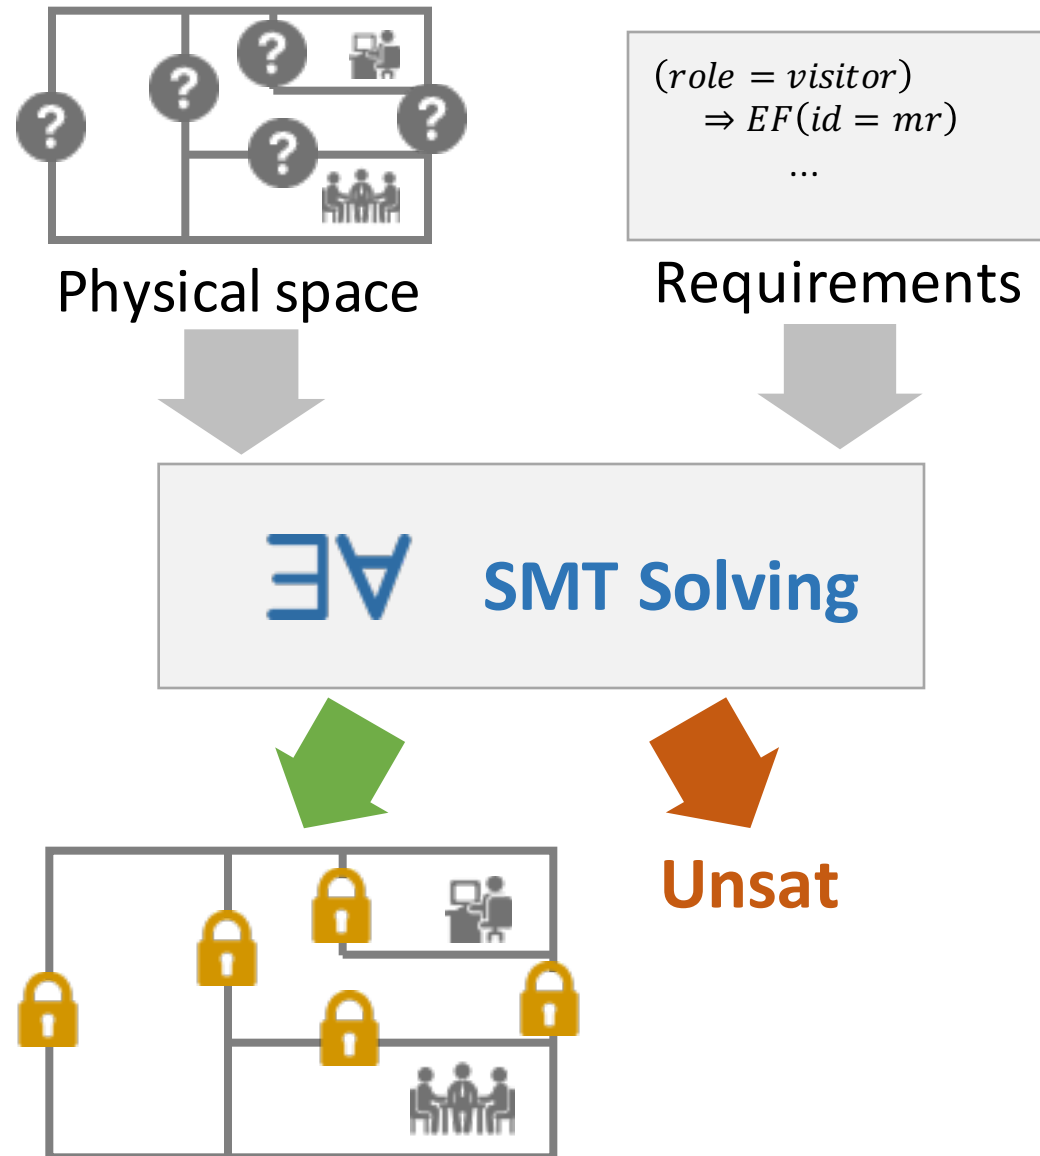 ? ? ? ? ?
(role = visitor)
⇒ EF(id = mr)
...
Physical space
Requirements
∃∀ SMT Solving
Unsat